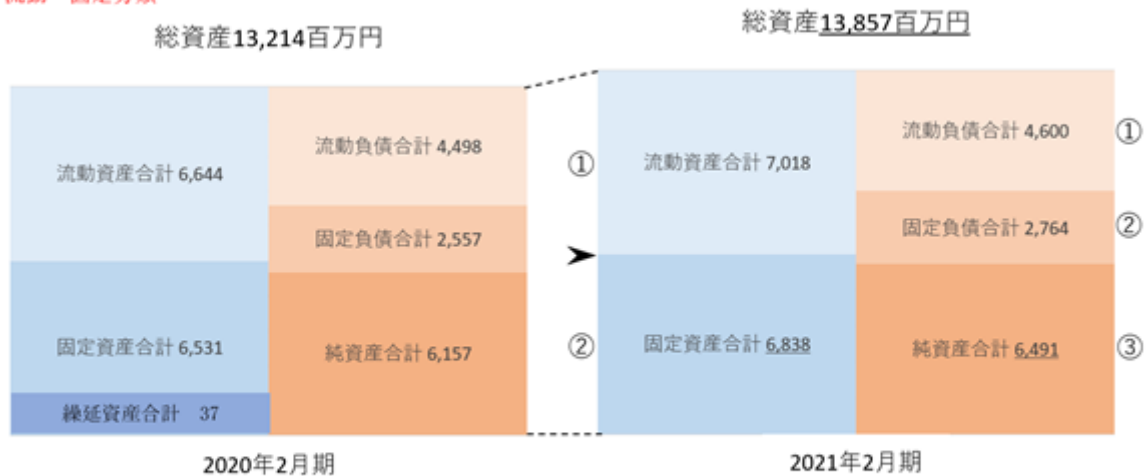 総資産13,214百万円
流動資産合計 6,644
固定資産合計 6,531
繰延資産合計 37
流動負債合計 4,498
固定負債合計 2,557
純資産合計 6,157
2020年2月期
総資産13,857百万円
①
流動資産合計 7,018
②
固定資産合計 6,838
流動負債合計 4,600
①
固定負債合計 2,764
②
純資産合計 6,491
③
2021年2月期